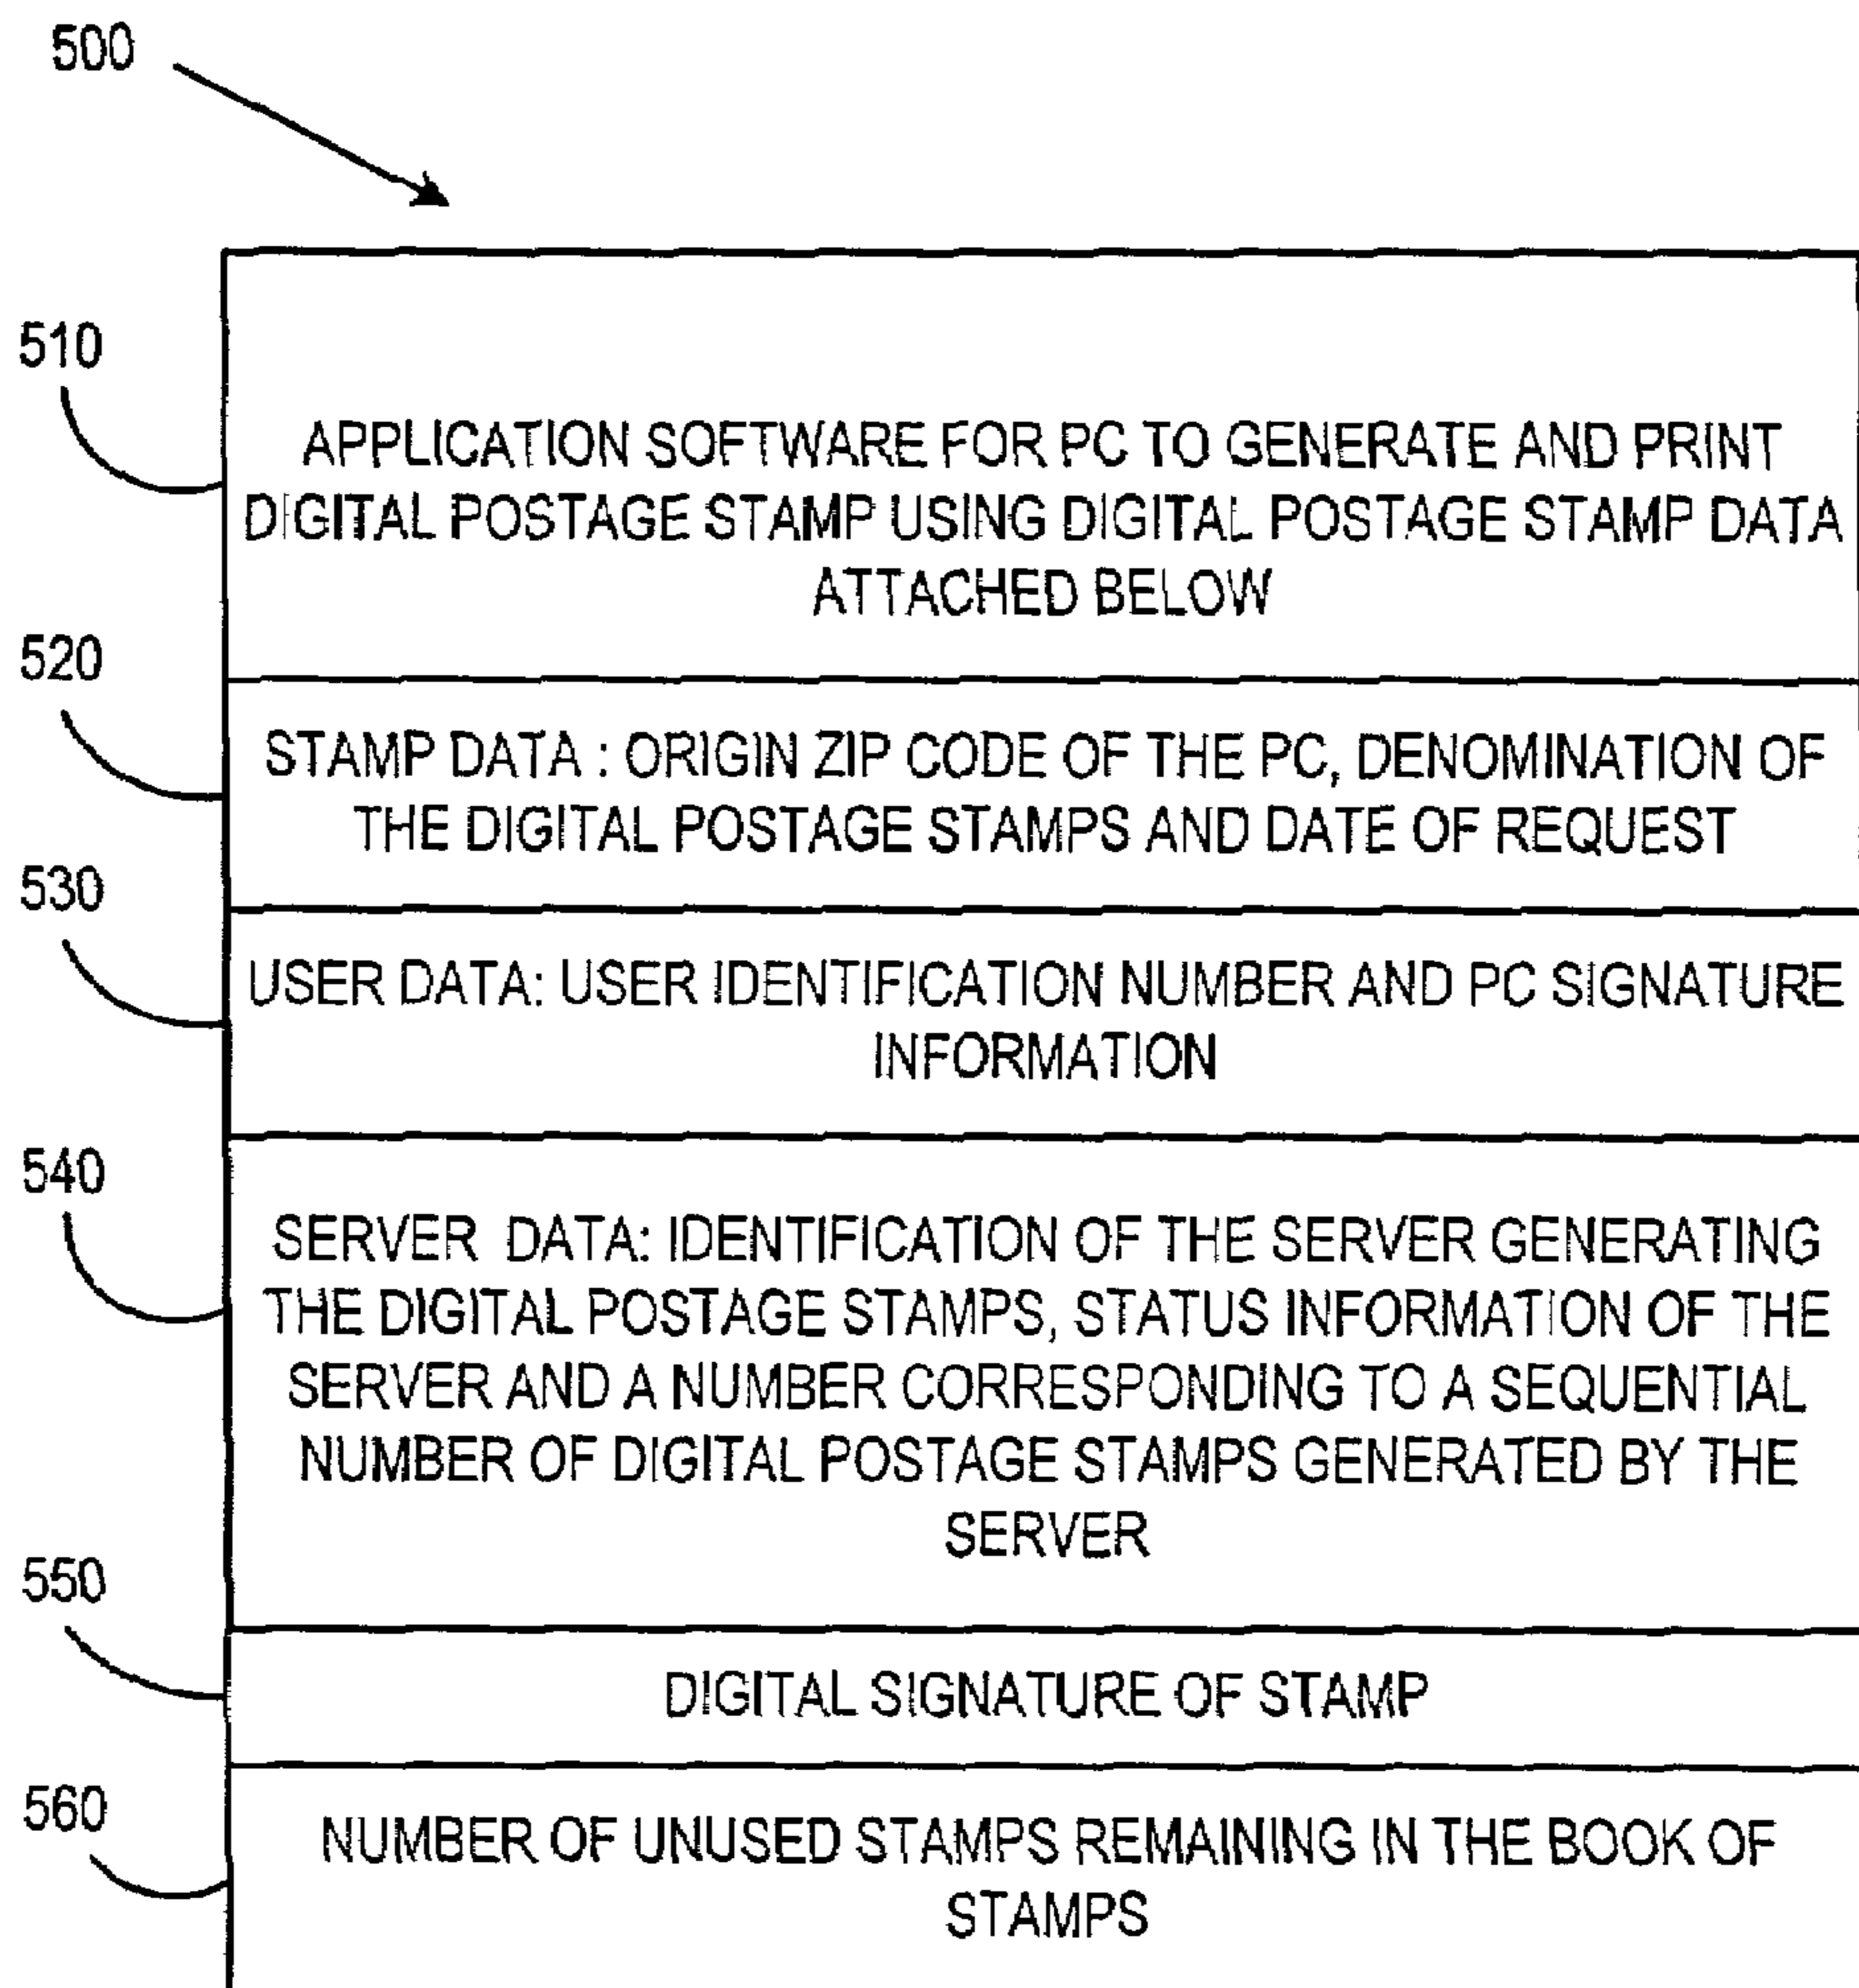 500
510
APPLICATION SOFTWARE FOR PC TO GENERATE AND PRINT
DIGITAL POSTAGE STAMP USING DIGITAL POSTAGE STAMP DATA
ATTACHED BELOW
520
STAMP DATA : ORIGIN ZIP CODE OF THE PC, DENOMINATION OF
THE DIGITAL POSTAGE STAMPS AND DATE OF REQUEST
530
USER DATA: USER IDENTIFICATION NUMBER AND PC SIGNATURE
INFORMATION
540
SERVER DATA: IDENTIFICATION OF THE SERVER GENERATING
THE DIGITAL POSTAGE STAMPS, STATUS INFORMATION OF THE
SERVER AND A NUMBER CORRESPONDING TO A SEQUENTIAL
NUMBER OF DIGITAL POSTAGE STAMPS GENERATED BY THE
SERVER
550
DIGITAL SIGNATURE OF STAMP
560
NUMBER OF UNUSED STAMPS REMAINING IN THE BOOK OF
STAMPS